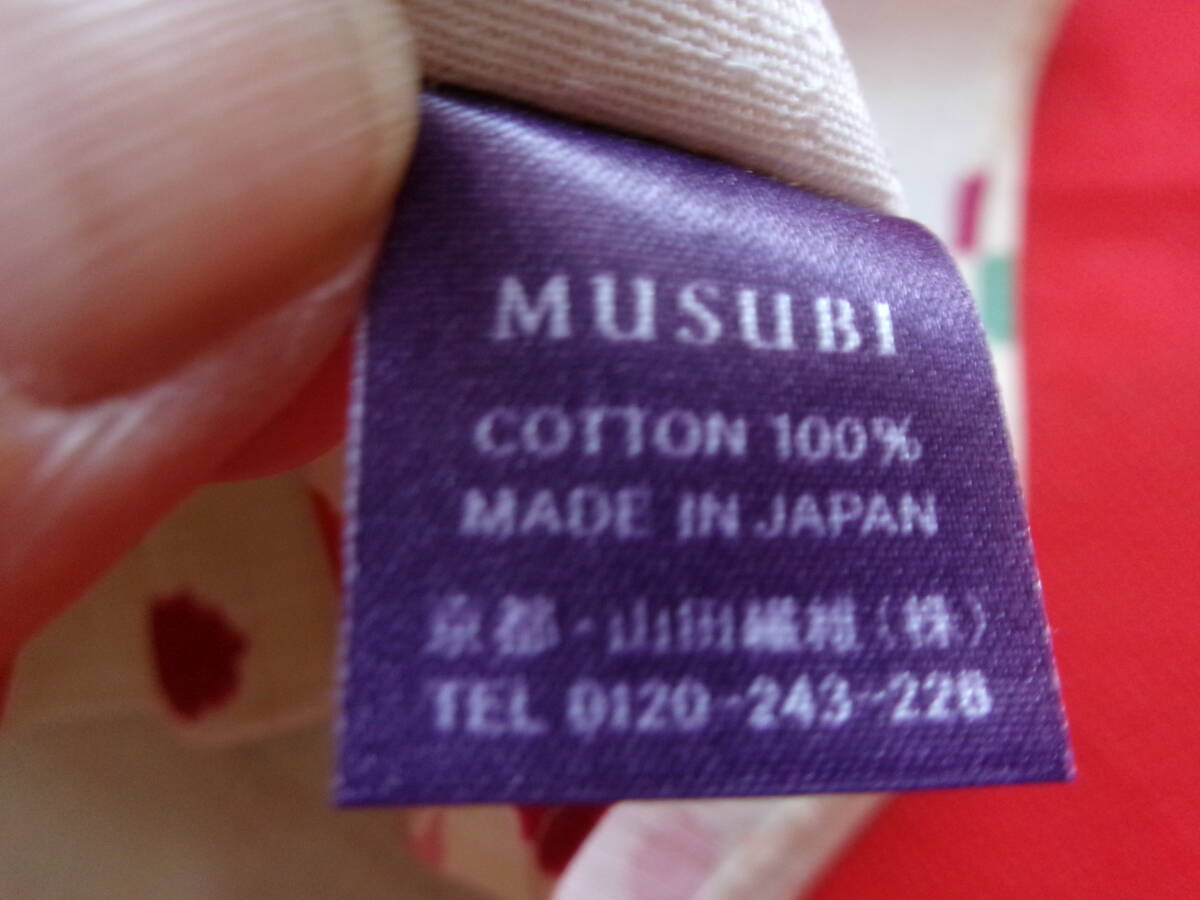 MUSUBI
COTTON 100%
MADE IN JAPAN
京都・山田繊維(株)
TEL 0120-243-228